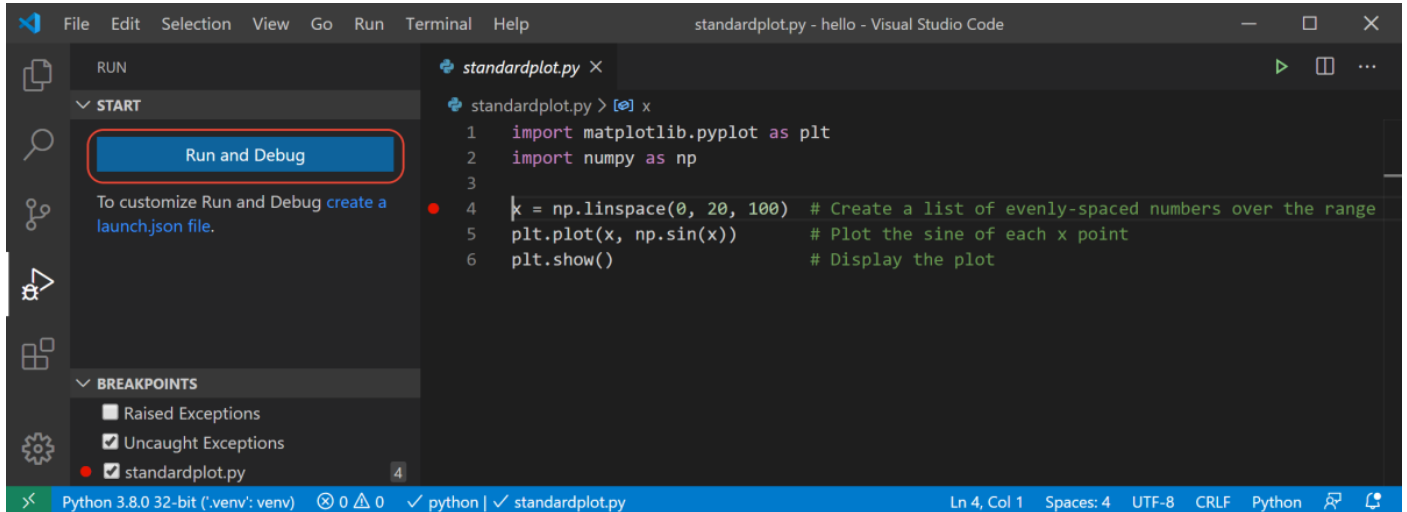 File Edit Selection View Go Run Terminal Help standardplot.py - hello - Visual Studio Code
RUN
START
Run and Debug
To customize Run and Debug create a
launch.json file.
BREAKPOINTS
Raised Exceptions
Uncaught Exceptions
standardplot.py 4
standardplot.py
standardplot.py > x
1 import matplotlib.pyplot as plt
2 import numpy as np
3
4 x = np.linspace(0, 20, 100) # Create a list of evenly-spaced numbers over the range
5 plt.plot(x, np.sin(x)) # Plot the sine of each x point
6 plt.show() # Display the plot
Python 3.8.0 32-bit ('.venv': venv) 0 0 python | standardplot.py Ln 4, Col 1 Spaces: 4 UTF-8 CRLF Python